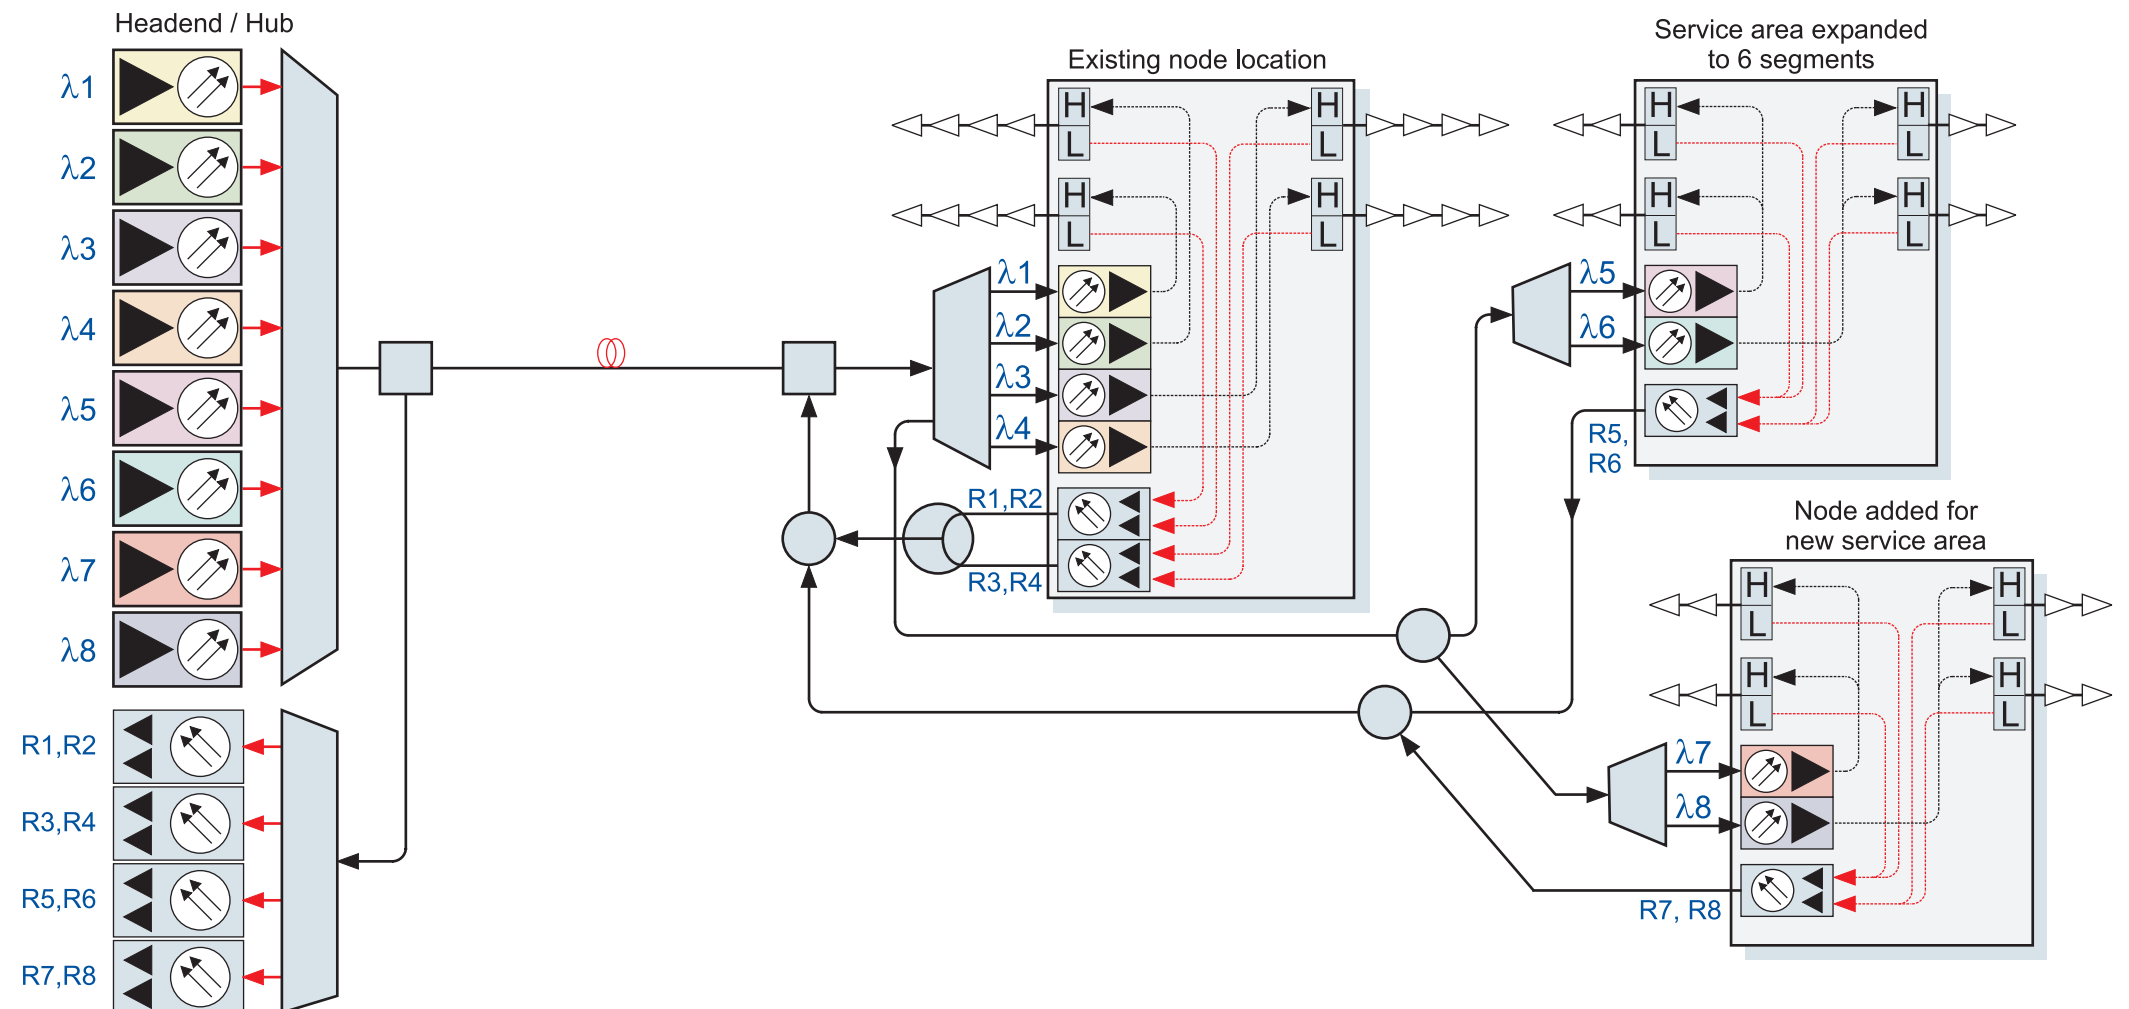 Headend / Hub
λ1
λ2
λ3
λ4
λ5
λ6
λ7
λ8
R1,R2
R3,R4
R5,R6
R7,R8
Existing node location
H
L
H
L
H
L
H
L
λ1
λ2
λ3
λ4
R1,R2
R3,R4
Service area expanded
to 6 segments
H
L
H
L
H
L
H
L
λ5
λ6
R5,
R6
Node added for
new service area
H
L
H
L
H
L
H
L
λ7
λ8
R7, R8